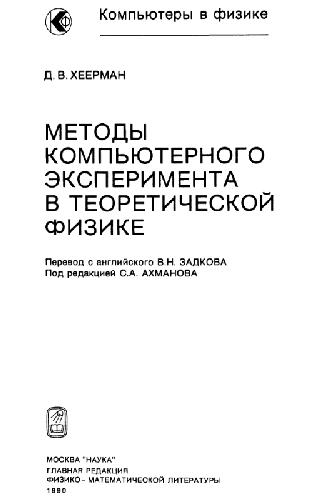 Компьютеры в физике
Д. В. ХЕЕРМАН
МЕТОДЫ
КОМПЬЮТЕРНОГО
ЭКСПЕРИМЕНТА
В ТЕОРЕТИЧЕСКОЙ
ФИЗИКЕ
Перевод с английского В.Н. ЗАДКОВА
Под редакцией С.А. АХМАНОВА
МОСКВА "НАУКА"
ГЛАВНАЯ РЕДАКЦИЯ
ФИЗИКО-МАТЕМАТИЧЕСКОЙ ЛИТЕРАТУРЫ
1990